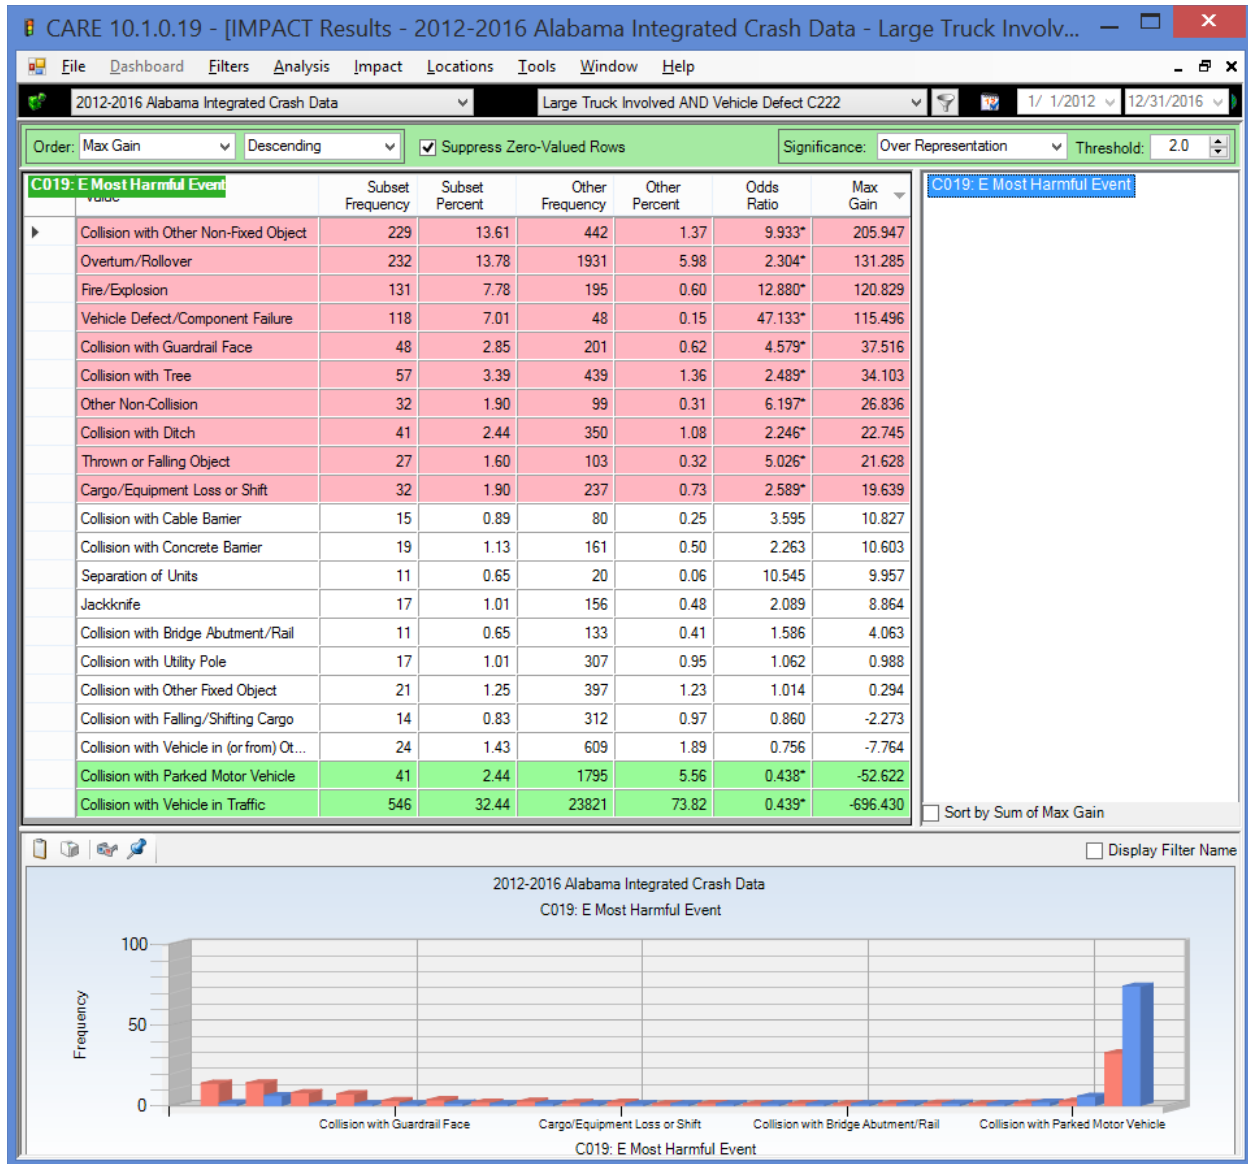 CARE 10.1.0.19 - [IMPACT Results - 2012-2016 Alabama Integrated Crash Data - Large Truck Involv...
File Dashboard Filters Analysis Impact Locations Tools Window Help
2012-2016 Alabama Integrated Crash Data Large Truck Involved AND Vehicle Defect C222 1/ 1/2012 12/31/2016
Order: Max Gain Descending Suppress Zero-Valued Rows Significance: Over Representation Threshold: 2.0
C019: E Most Harmful Event
Value Subset Frequency Subset Percent Other Frequency Other Percent Odds Ratio Max Gain
Collision with Other Non-Fixed Object 229 13.61 442 1.37 9.933* 205.947
Overturn/Rollover 232 13.78 1931 5.98 2.304* 131.285
Fire/Explosion 131 7.78 195 0.60 12.880* 120.829
Vehicle Defect/Component Failure 118 7.01 48 0.15 47.133* 115.496
Collision with Guardrail Face 48 2.85 201 0.62 4.579* 37.516
Collision with Tree 57 3.39 439 1.36 2.489* 34.103
Other Non-Collision 32 1.90 99 0.31 6.197* 26.836
Collision with Ditch 41 2.44 350 1.08 2.246* 22.745
Thrown or Falling Object 27 1.60 103 0.32 5.026* 21.628
Cargo/Equipment Loss or Shift 32 1.90 237 0.73 2.589* 19.639
Collision with Cable Barrier 15 0.89 80 0.25 3.595 10.827
Collision with Concrete Barrier 19 1.13 161 0.50 2.263 10.603
Separation of Units 11 0.65 20 0.06 10.545 9.957
Jackknife 17 1.01 156 0.48 2.089 8.864
Collision with Bridge Abutment/Rail 11 0.65 133 0.41 1.586 4.063
Collision with Utility Pole 17 1.01 307 0.95 1.062 0.988
Collision with Other Fixed Object 21 1.25 397 1.23 1.014 0.294
Collision with Falling/Shifting Cargo 14 0.83 312 0.97 0.860 -2.273
Collision with Vehicle in (or from) Ot... 24 1.43 609 1.89 0.756 -7.764
Collision with Parked Motor Vehicle 41 2.44 1795 5.56 0.438* -52.622
Collision with Vehicle in Traffic 546 32.44 23821 73.82 0.439* -696.430
C019: E Most Harmful Event
Sort by Sum of Max Gain
Display Filter Name
2012-2016 Alabama Integrated Crash Data
C019: E Most Harmful Event
100
50
0
Frequency
Collision with Guardrail Face Cargo/Equipment Loss or Shift Collision with Bridge Abutment/Rail Collision with Parked Motor Vehicle
C019: E Most Harmful Event